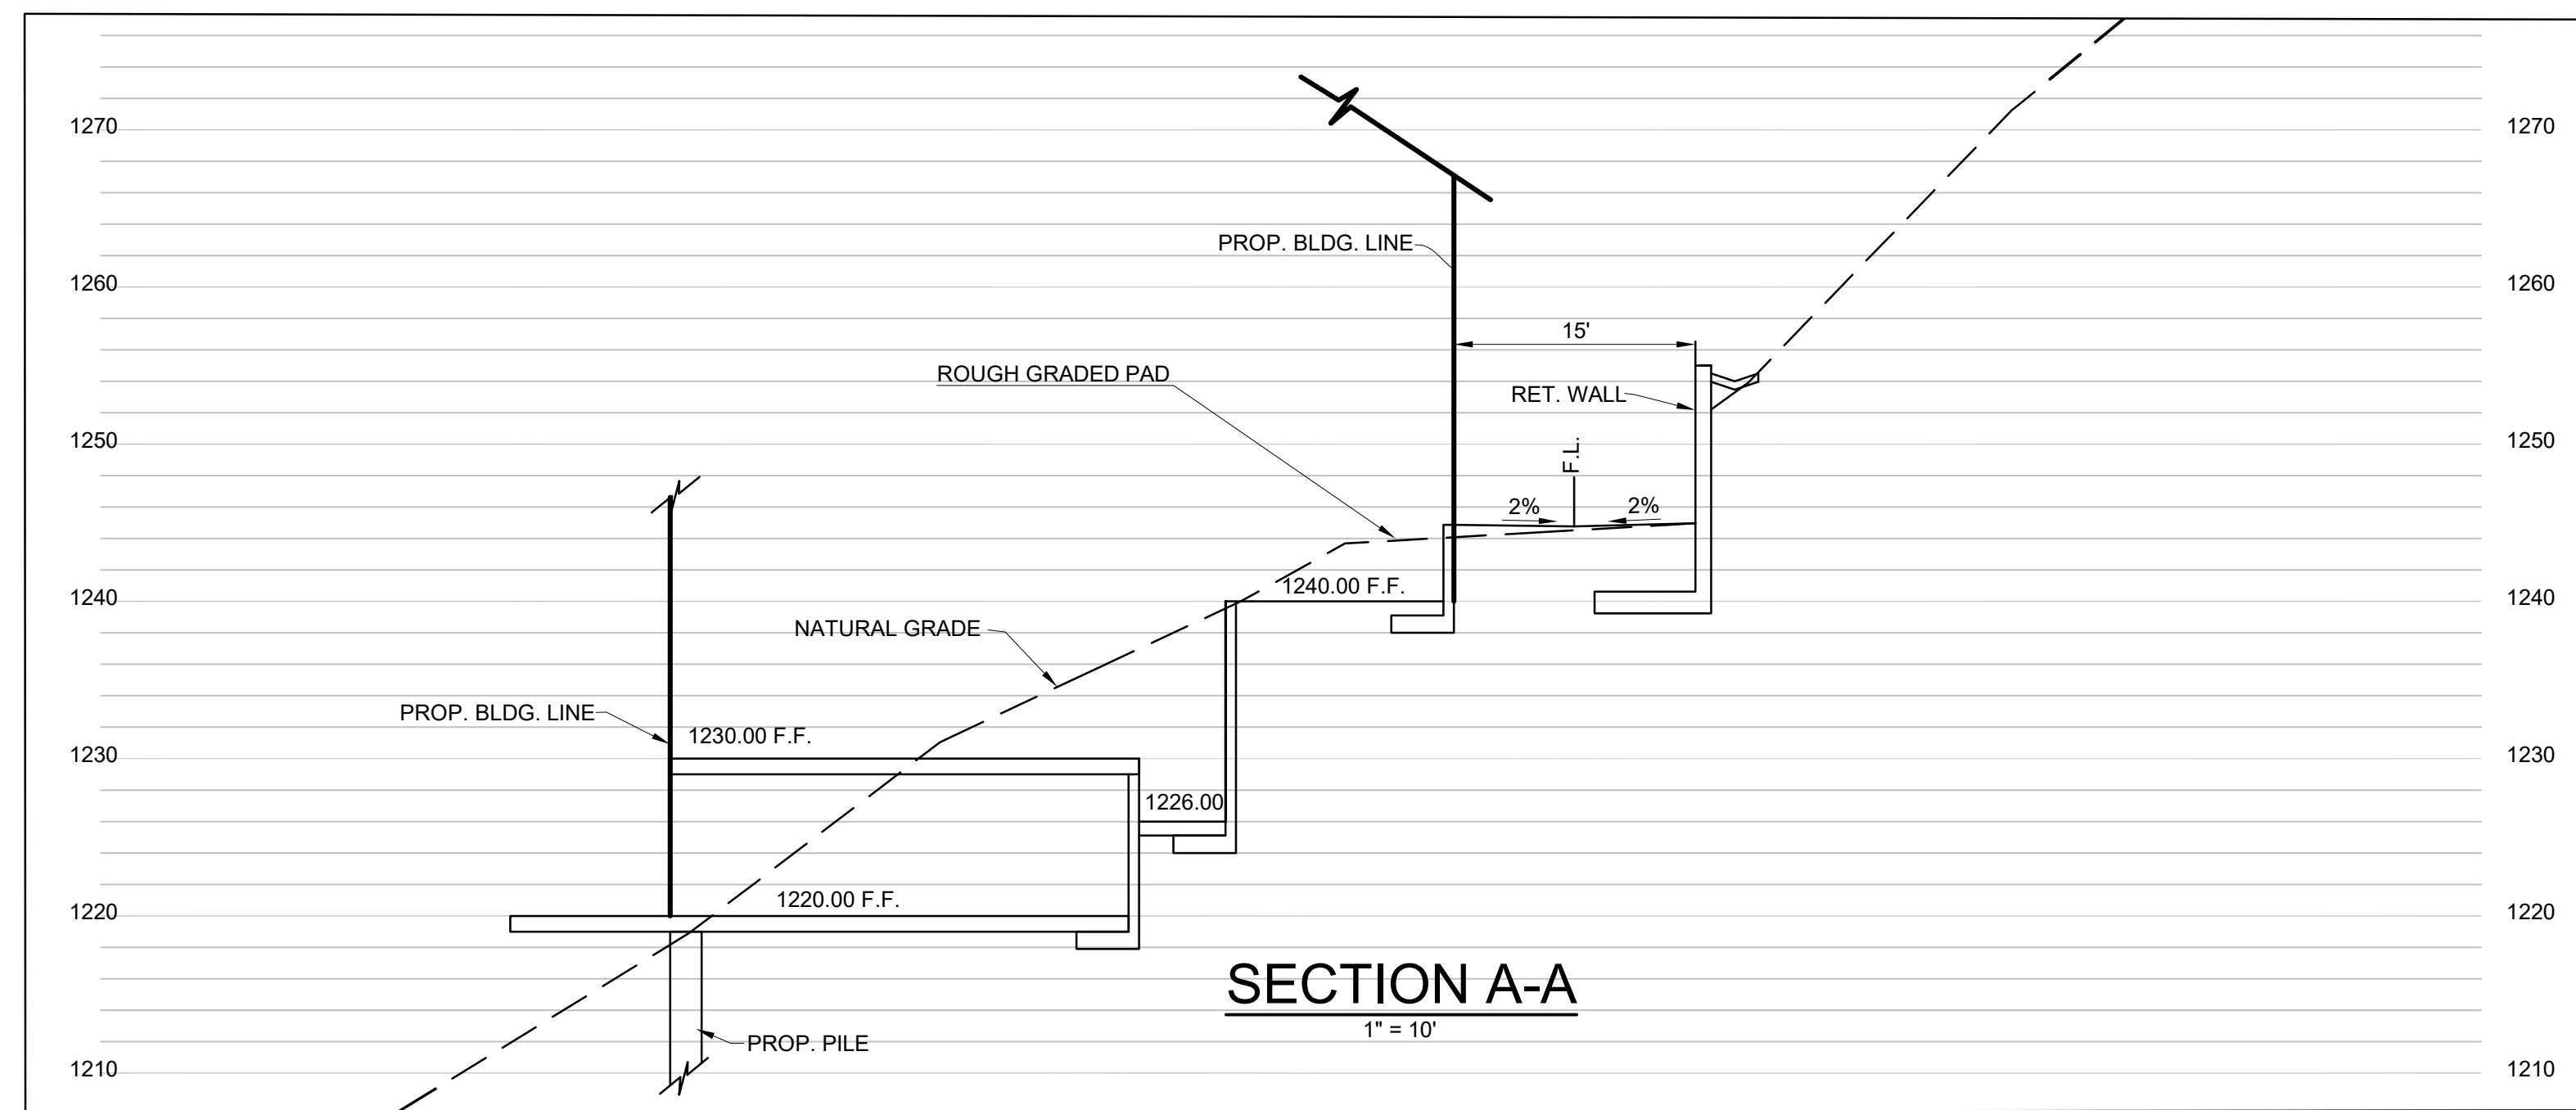 1270
1270
PROP. BLDG. LINE
1260
1260
15'
ROUGH GRADED PAD
RET. WALL
1250
1250
F.L.
2%
2%
1240
1240.00 F.F.
1240
NATURAL GRADE
PROP. BLDG. LINE
1230.00 F.F.
1230
1230
1226.00
1220.00 F.F.
1220
1220
SECTION A-A
1" = 10'
PROP. PILE
1210
1210